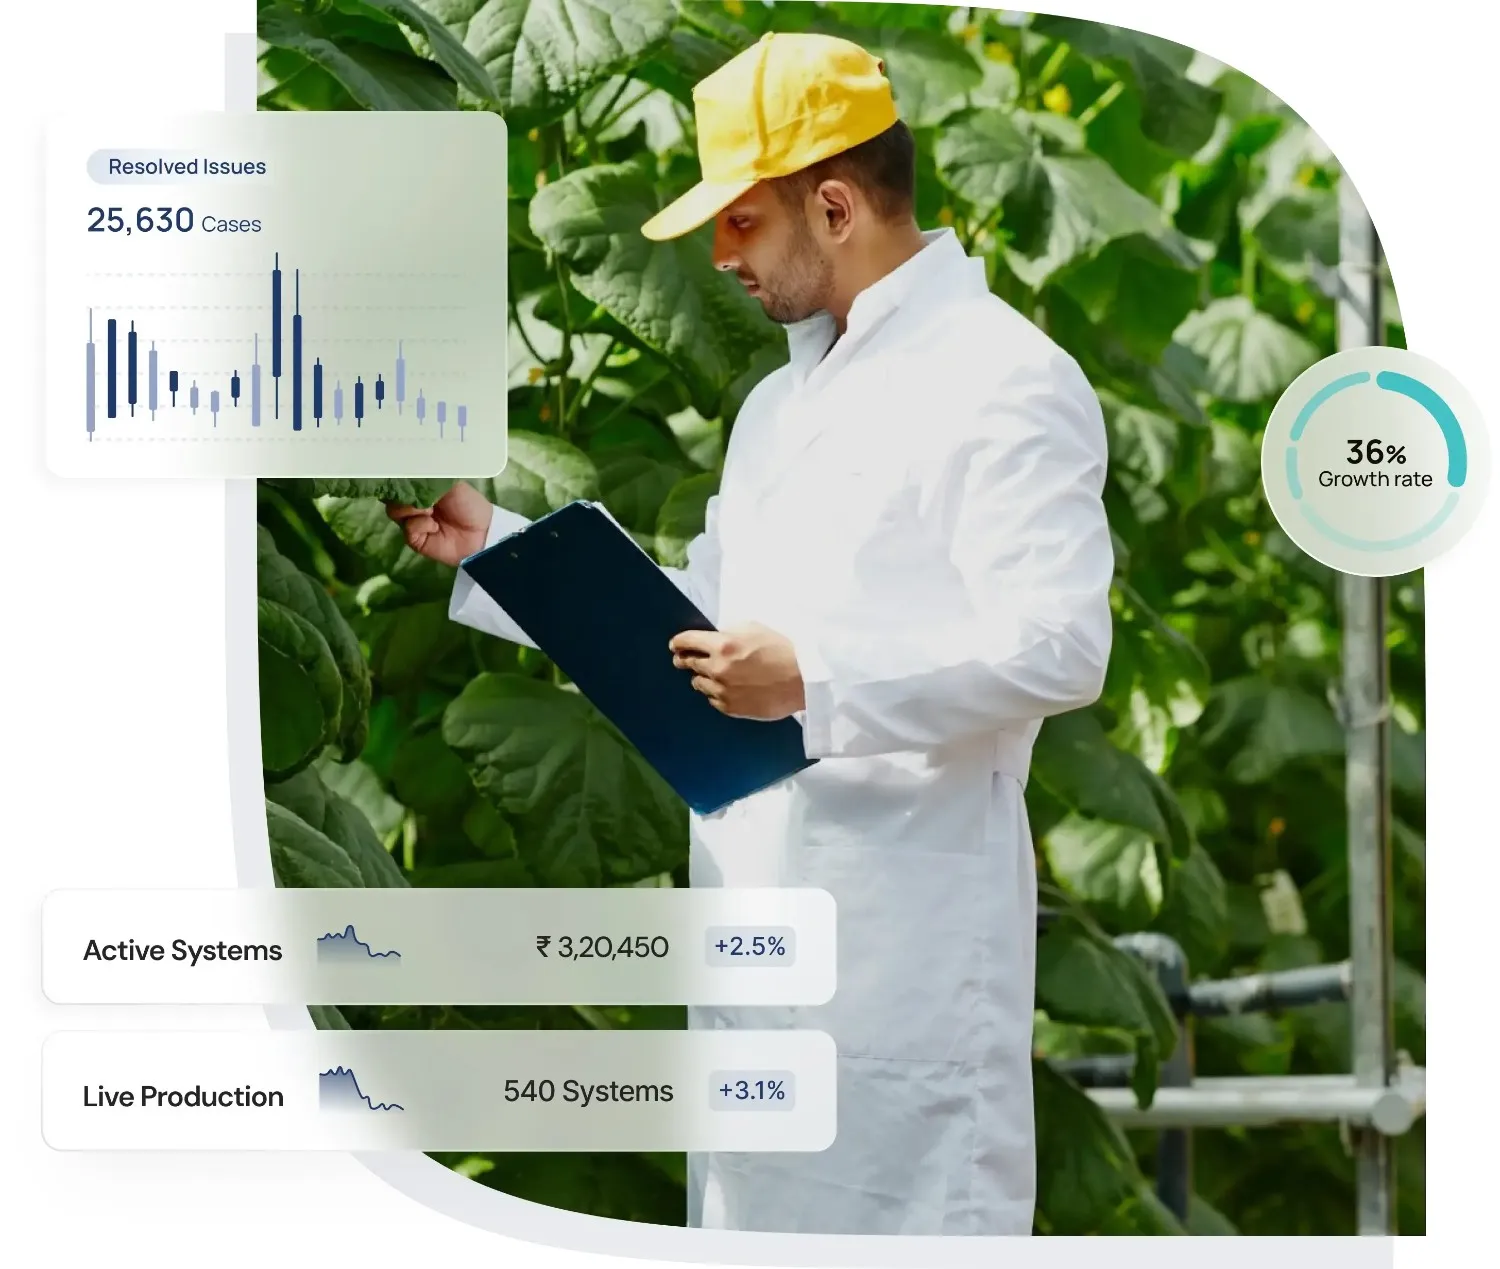 Resolved Issues
25,630 Cases
36%
Growth rate
Active Systems ₹ 3,20,450 +2.5%
Live Production 540 Systems +3.1%